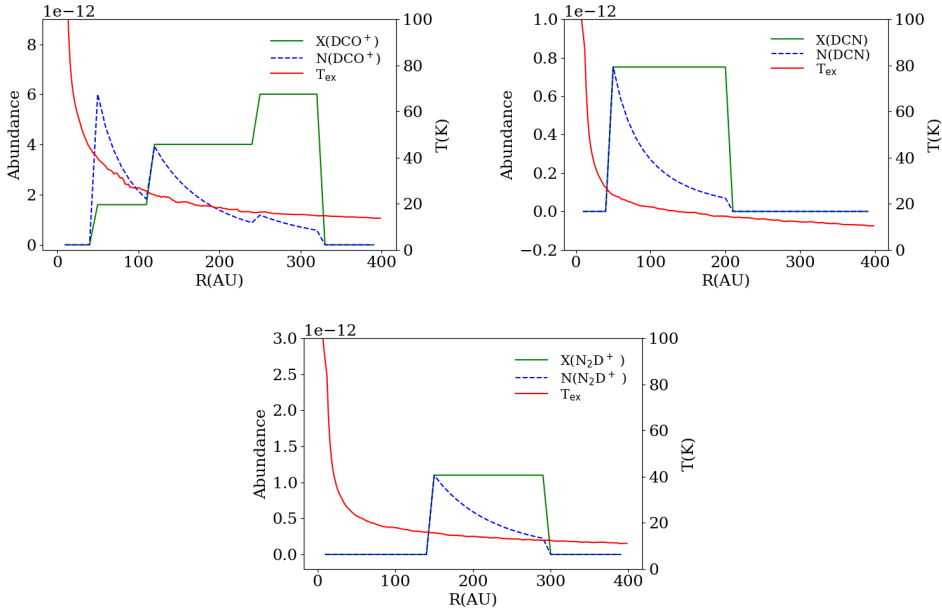 1e−12
X(DCO⁺)
N(DCO⁺)
Tₑₓ
Abundance
T(K)
8
6
4
2
0
100
80
60
40
20
0
0 100 200 300 400
R(AU)
1e−12
X(DCN)
N(DCN)
Tₑₓ
Abundance
T(K)
1.0
0.8
0.6
0.4
0.2
0.0
−0.2
100
80
60
40
20
0
0 100 200 300 400
R(AU)
1e−12
X(N₂D⁺ )
N(N₂D⁺ )
Tₑₓ
Abundance
T(K)
3.0
2.5
2.0
1.5
1.0
0.5
0.0
100
80
60
40
20
0
0 100 200 300 400
R(AU)